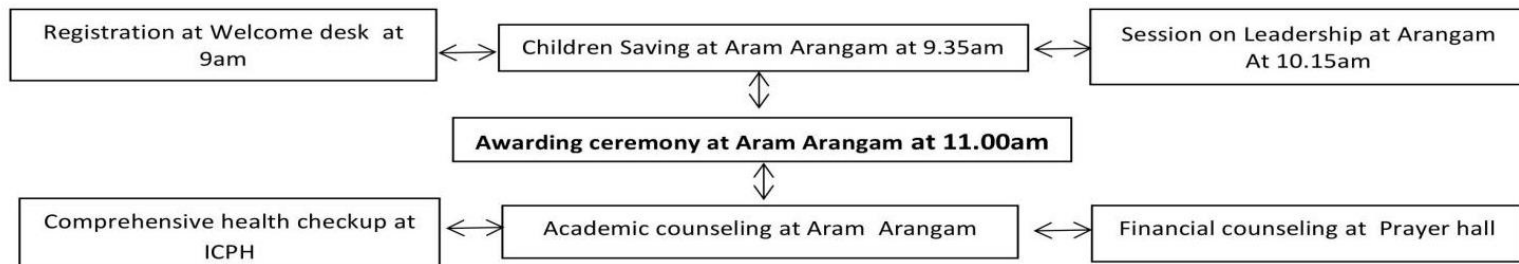 Registration at Welcome desk at
9am
Children Saving at Aram Arangam at 9.35am
Session on Leadership at Arangam
At 10.15am
Awarding ceremony at Aram Arangam at 11.00am
Comprehensive health checkup at
ICPH
Academic counseling at Aram Arangam
Financial counseling at Prayer hall